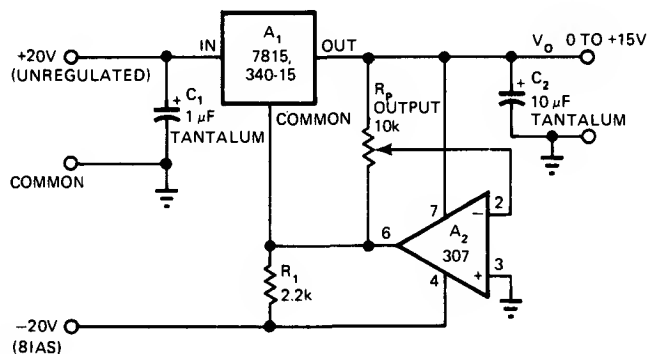 +20V
(UNREGULATED)
IN
A1
7815,
340-15
OUT
COMMON
C1
+
1 μF
TANTALUM
COMMON
RP
OUTPUT
10k
VO 0 TO +15V
C2
+
10 μF
TANTALUM
2
7
6
A2
307
−
+
3
4
R1
2.2k
−20V
(8IAS)